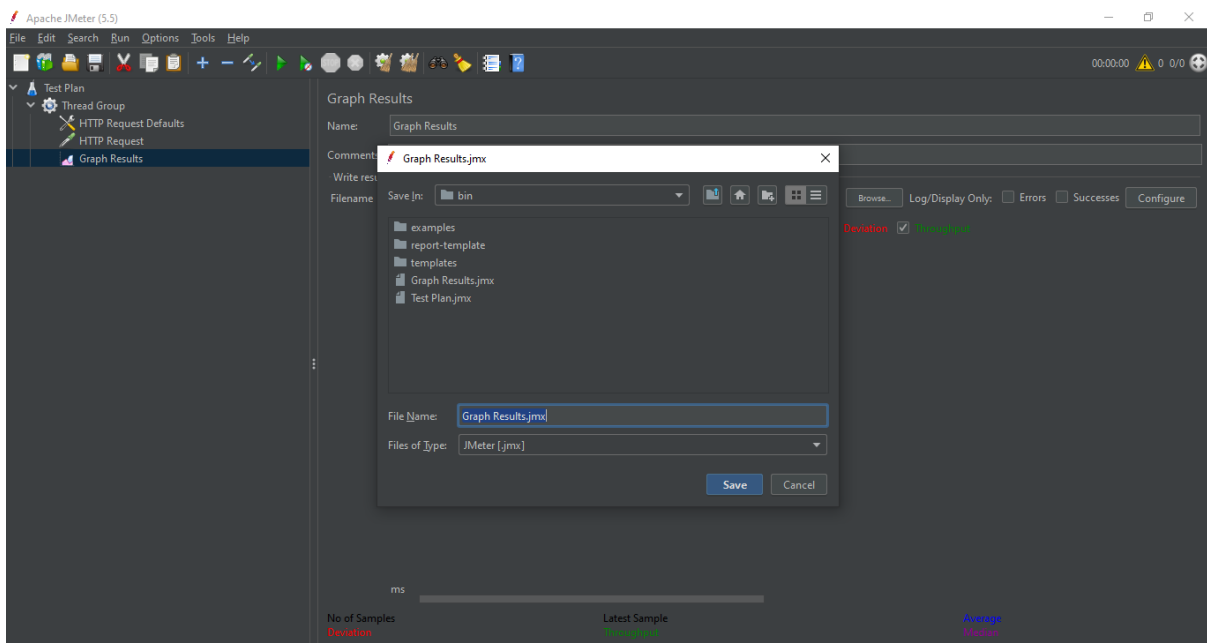 Apache JMeter (5.5)
File Edit Search Run Options Tools Help
00:00:00 0 0/0
Test Plan
Thread Group
HTTP Request Defaults
HTTP Request
Graph Results
Graph Results
Name: Graph Results
Comments
Write resu
Filename Browse... Log/Display Only: Errors Successes Configure
Deviation Throughput
Graph Results.jmx
Save In: bin
examples
report-template
templates
Graph Results.jmx
Test Plan.jmx
File Name: Graph Results.jmx
Files of Type: JMeter [.jmx]
Save Cancel
ms
No of Samples Latest Sample Average
Deviation Throughput